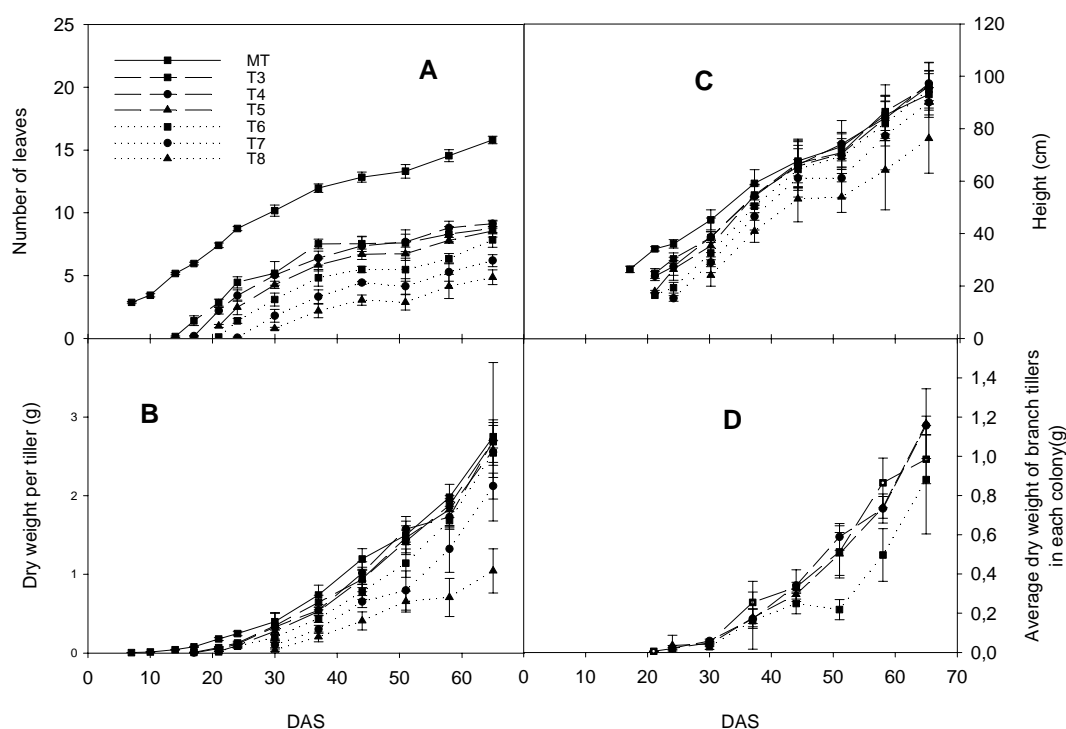 25
20
15
10
5
0
Number of leaves
MT
T3
T4
T5
T6
T7
T8
A
C
120
100
80
60
40
20
0
Height (cm)
3
2
1
0
Dry weight per tiller (g)
B
D
1,4
1,2
1,0
0,8
0,6
0,4
0,2
0,0
Average dry weight of branch tillers
in each colony(g)
0 10 20 30 40 50 60
0 10 20 30 40 50 60 70
DAS DAS